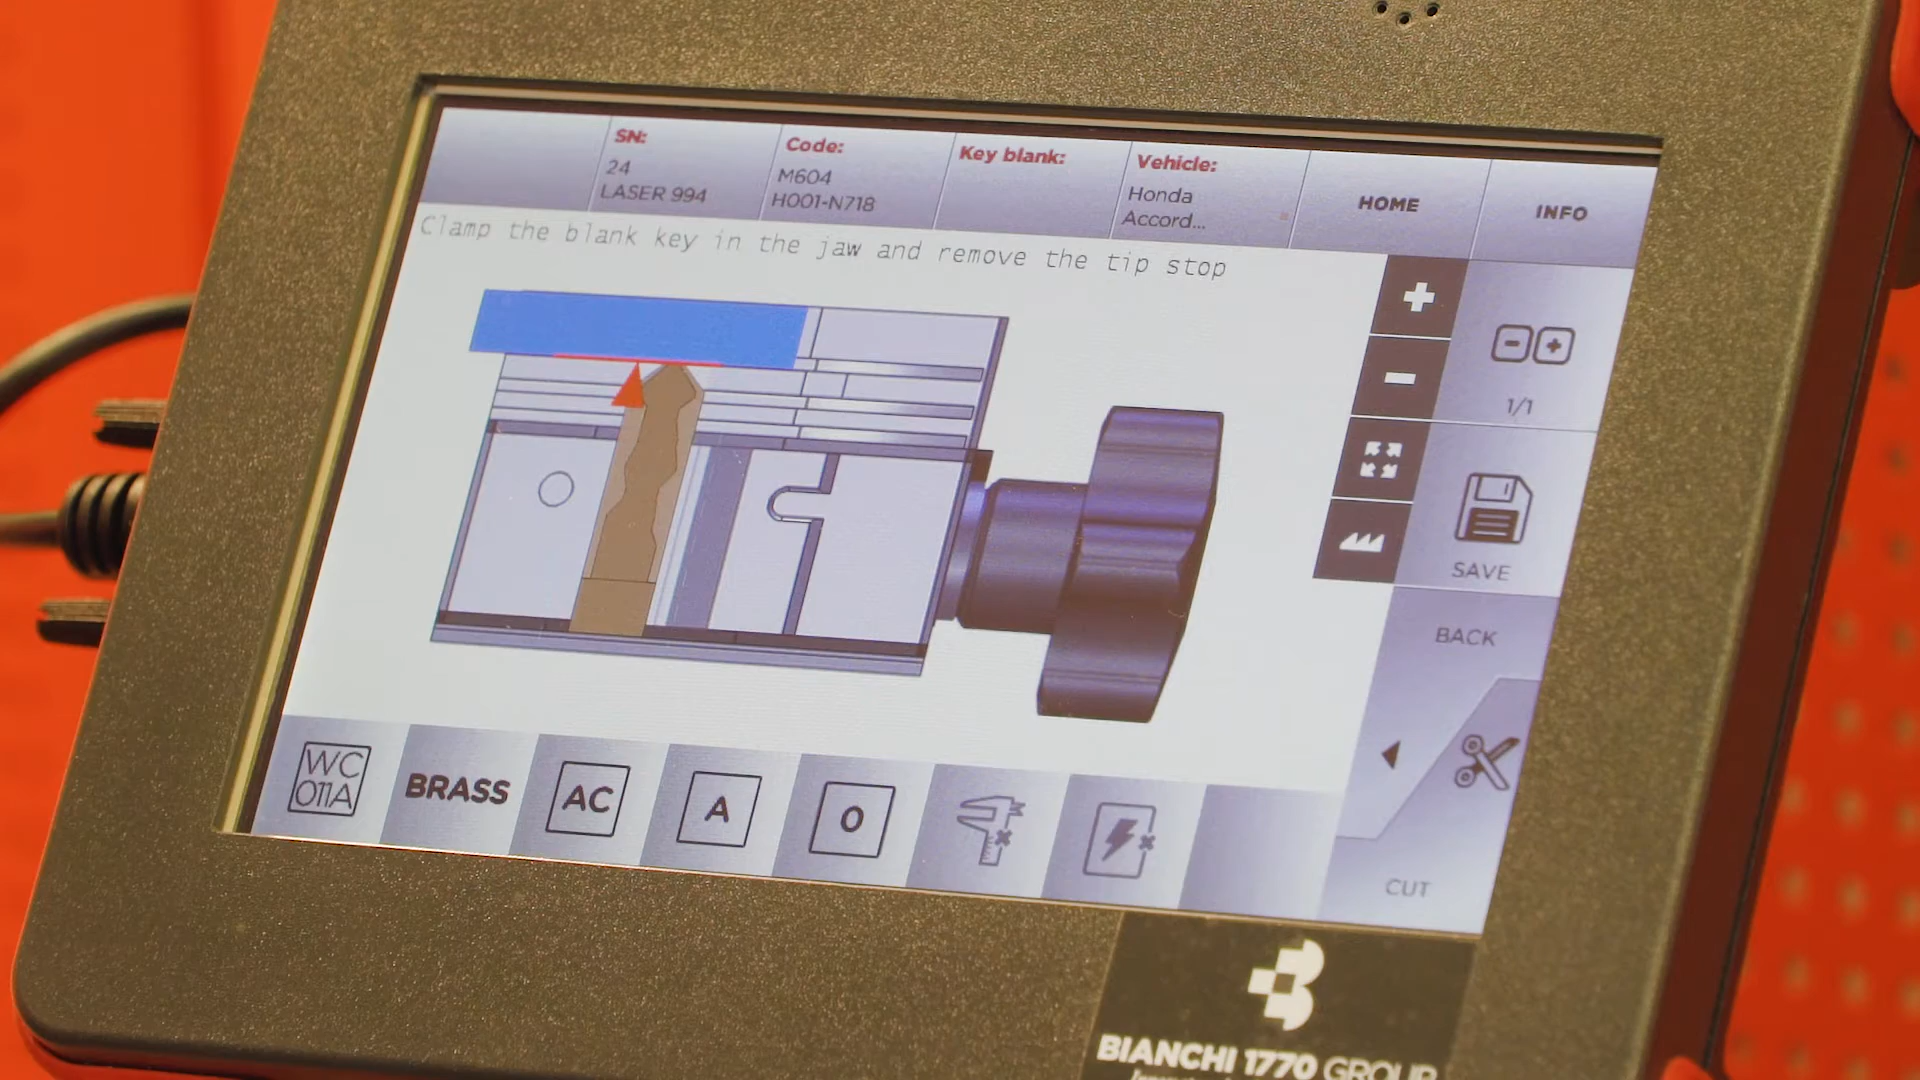 SN:
24
LASER 994
Code:
M604
H001-N718
Key blank:
Vehicle:
Honda
Accord...
HOME
INFO
Clamp the blank key in the jaw and remove the tip stop
1/1
SAVE
BACK
WC
011A
BRASS
AC
A
0
CUT
BIANCHI 1770 GROUP